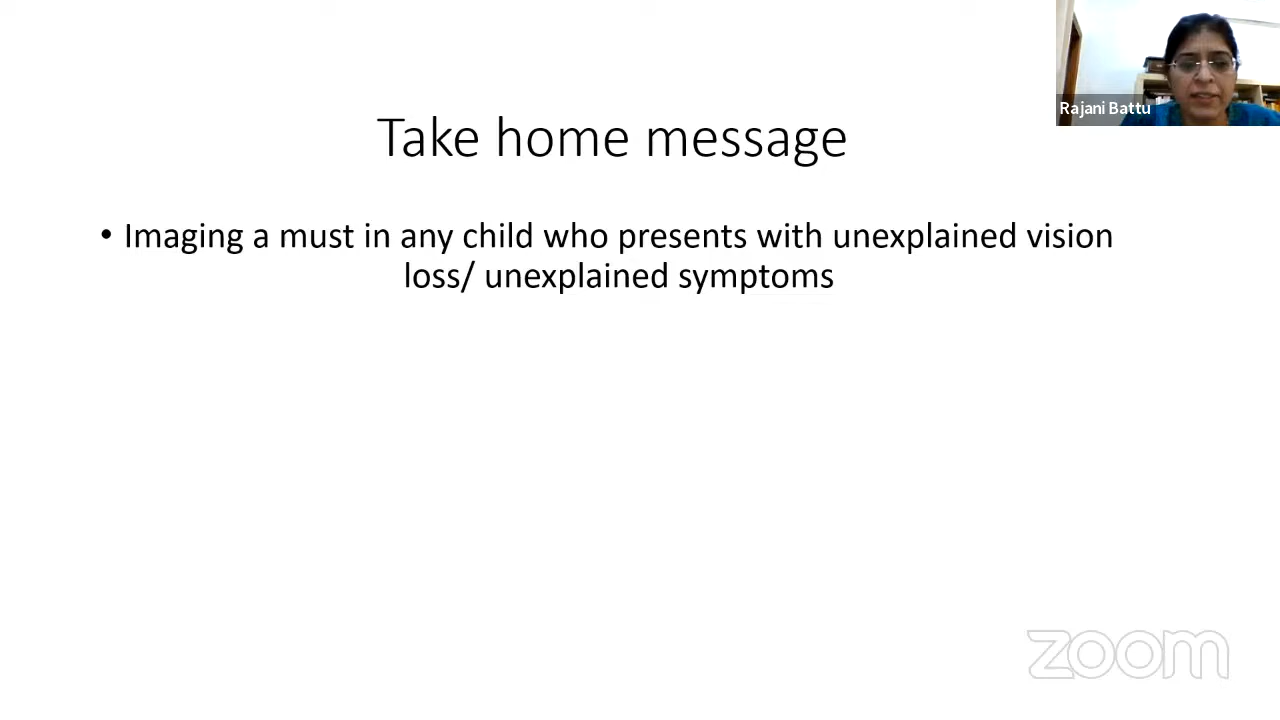 Rajani Battu
Take home message
• Imaging a must in any child who presents with unexplained vision
loss/ unexplained symptoms
zoom